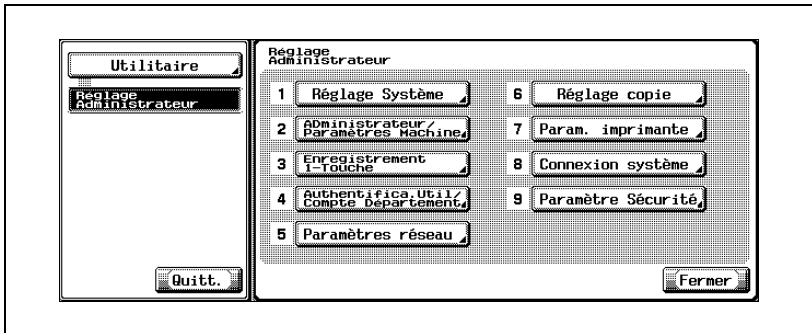 Utilitaire
Réglage
Administrateur
Quitt.
Réglage
Administrateur
1 Réglage Système
2 ADministrateur/
Paramètres Machine
3 Enregistrement
1-Touche
4 Authentifica.Util/
Compte Département
5 Paramètres réseau
6 Réglage copie
7 Param. imprimante
8 Connexion système
9 Paramètre Sécurité
Fermer